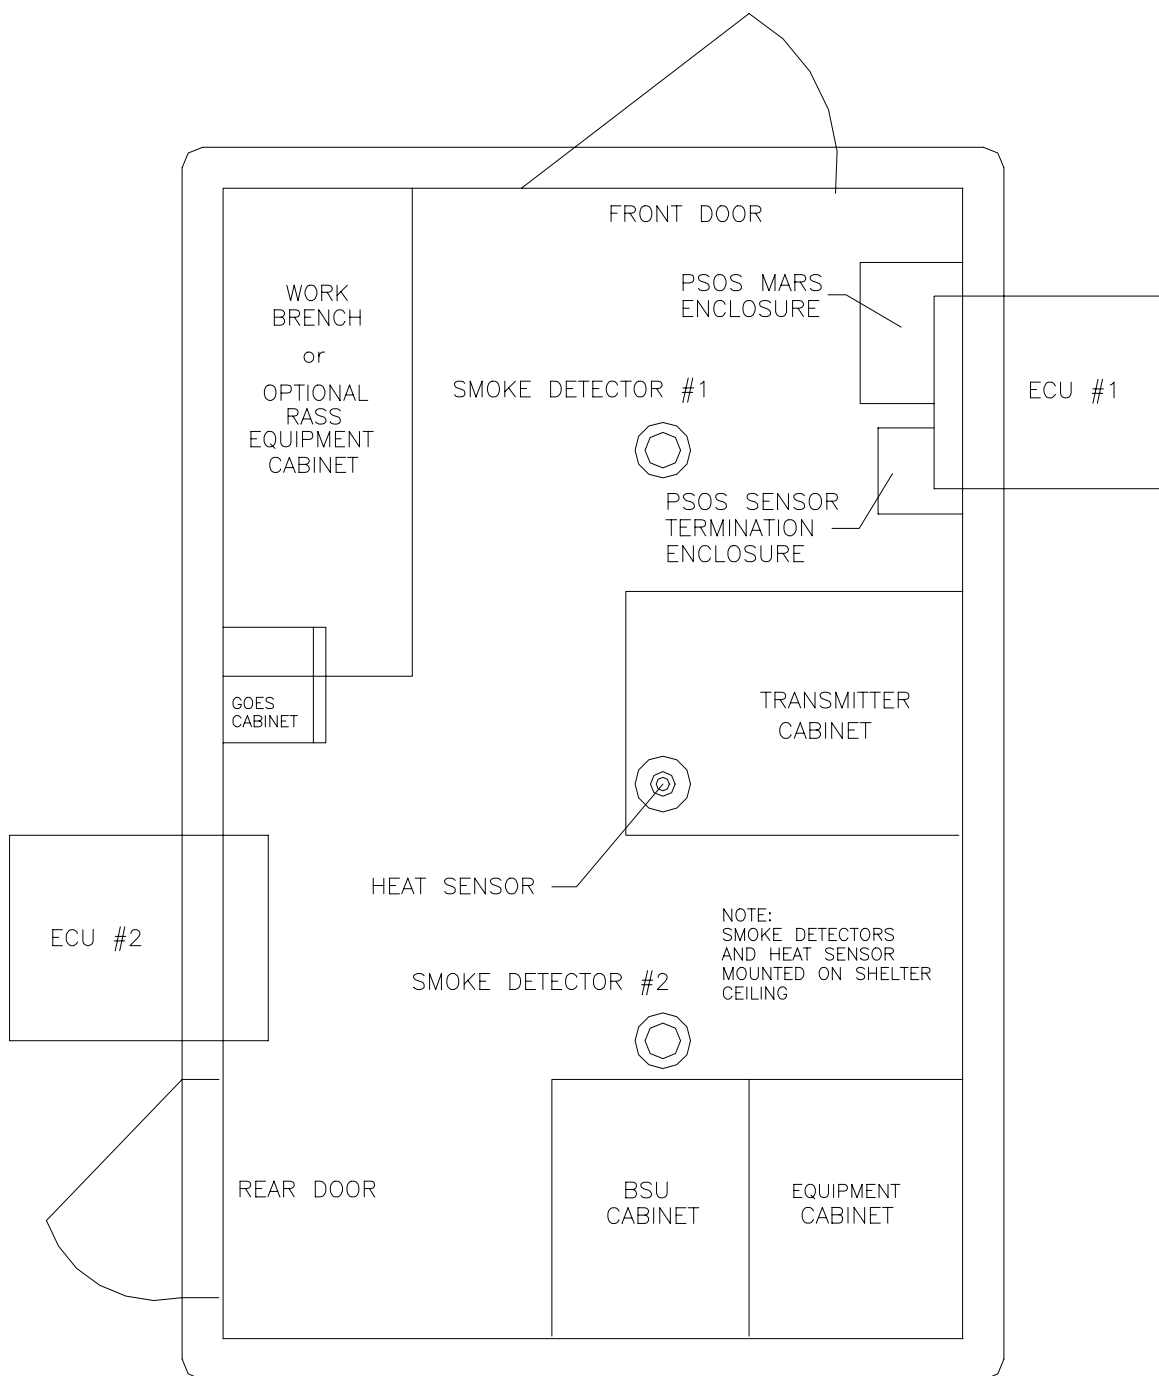 FRONT DOOR
PSOS MARS
ENCLOSURE
WORK
BRENCH
or
OPTIONAL
RASS
EQUIPMENT
CABINET
SMOKE DETECTOR #1
ECU #1
PSOS SENSOR
TERMINATION
ENCLOSURE
GOES
CABINET
TRANSMITTER
CABINET
HEAT SENSOR
ECU #2
NOTE:
SMOKE DETECTORS
AND HEAT SENSOR
MOUNTED ON SHELTER
CEILING
SMOKE DETECTOR #2
REAR DOOR
BSU
CABINET
EQUIPMENT
CABINET